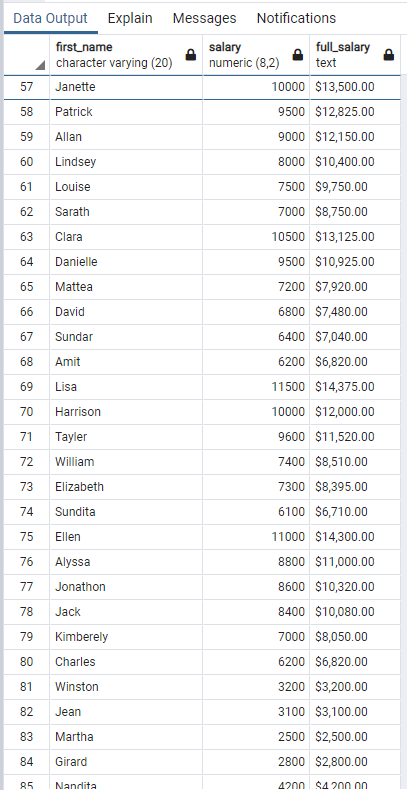 Data Output Explain Messages Notifications
first_name salary full_salary
character varying (20) numeric (8,2) text
57 Janette 10000 $13,500.00
58 Patrick 9500 $12,825.00
59 Allan 9000 $12,150.00
60 Lindsey 8000 $10,400.00
61 Louise 7500 $9,750.00
62 Sarath 7000 $8,750.00
63 Clara 10500 $13,125.00
64 Danielle 9500 $10,925.00
65 Mattea 7200 $7,920.00
66 David 6800 $7,480.00
67 Sundar 6400 $7,040.00
68 Amit 6200 $6,820.00
69 Lisa 11500 $14,375.00
70 Harrison 10000 $12,000.00
71 Tayler 9600 $11,520.00
72 William 7400 $8,510.00
73 Elizabeth 7300 $8,395.00
74 Sundita 6100 $6,710.00
75 Ellen 11000 $14,300.00
76 Alyssa 8800 $11,000.00
77 Jonathon 8600 $10,320.00
78 Jack 8400 $10,080.00
79 Kimberely 7000 $8,050.00
80 Charles 6200 $6,820.00
81 Winston 3200 $3,200.00
82 Jean 3100 $3,100.00
83 Martha 2500 $2,500.00
84 Girard 2800 $2,800.00
85 Nandita 4200 $4,200.00